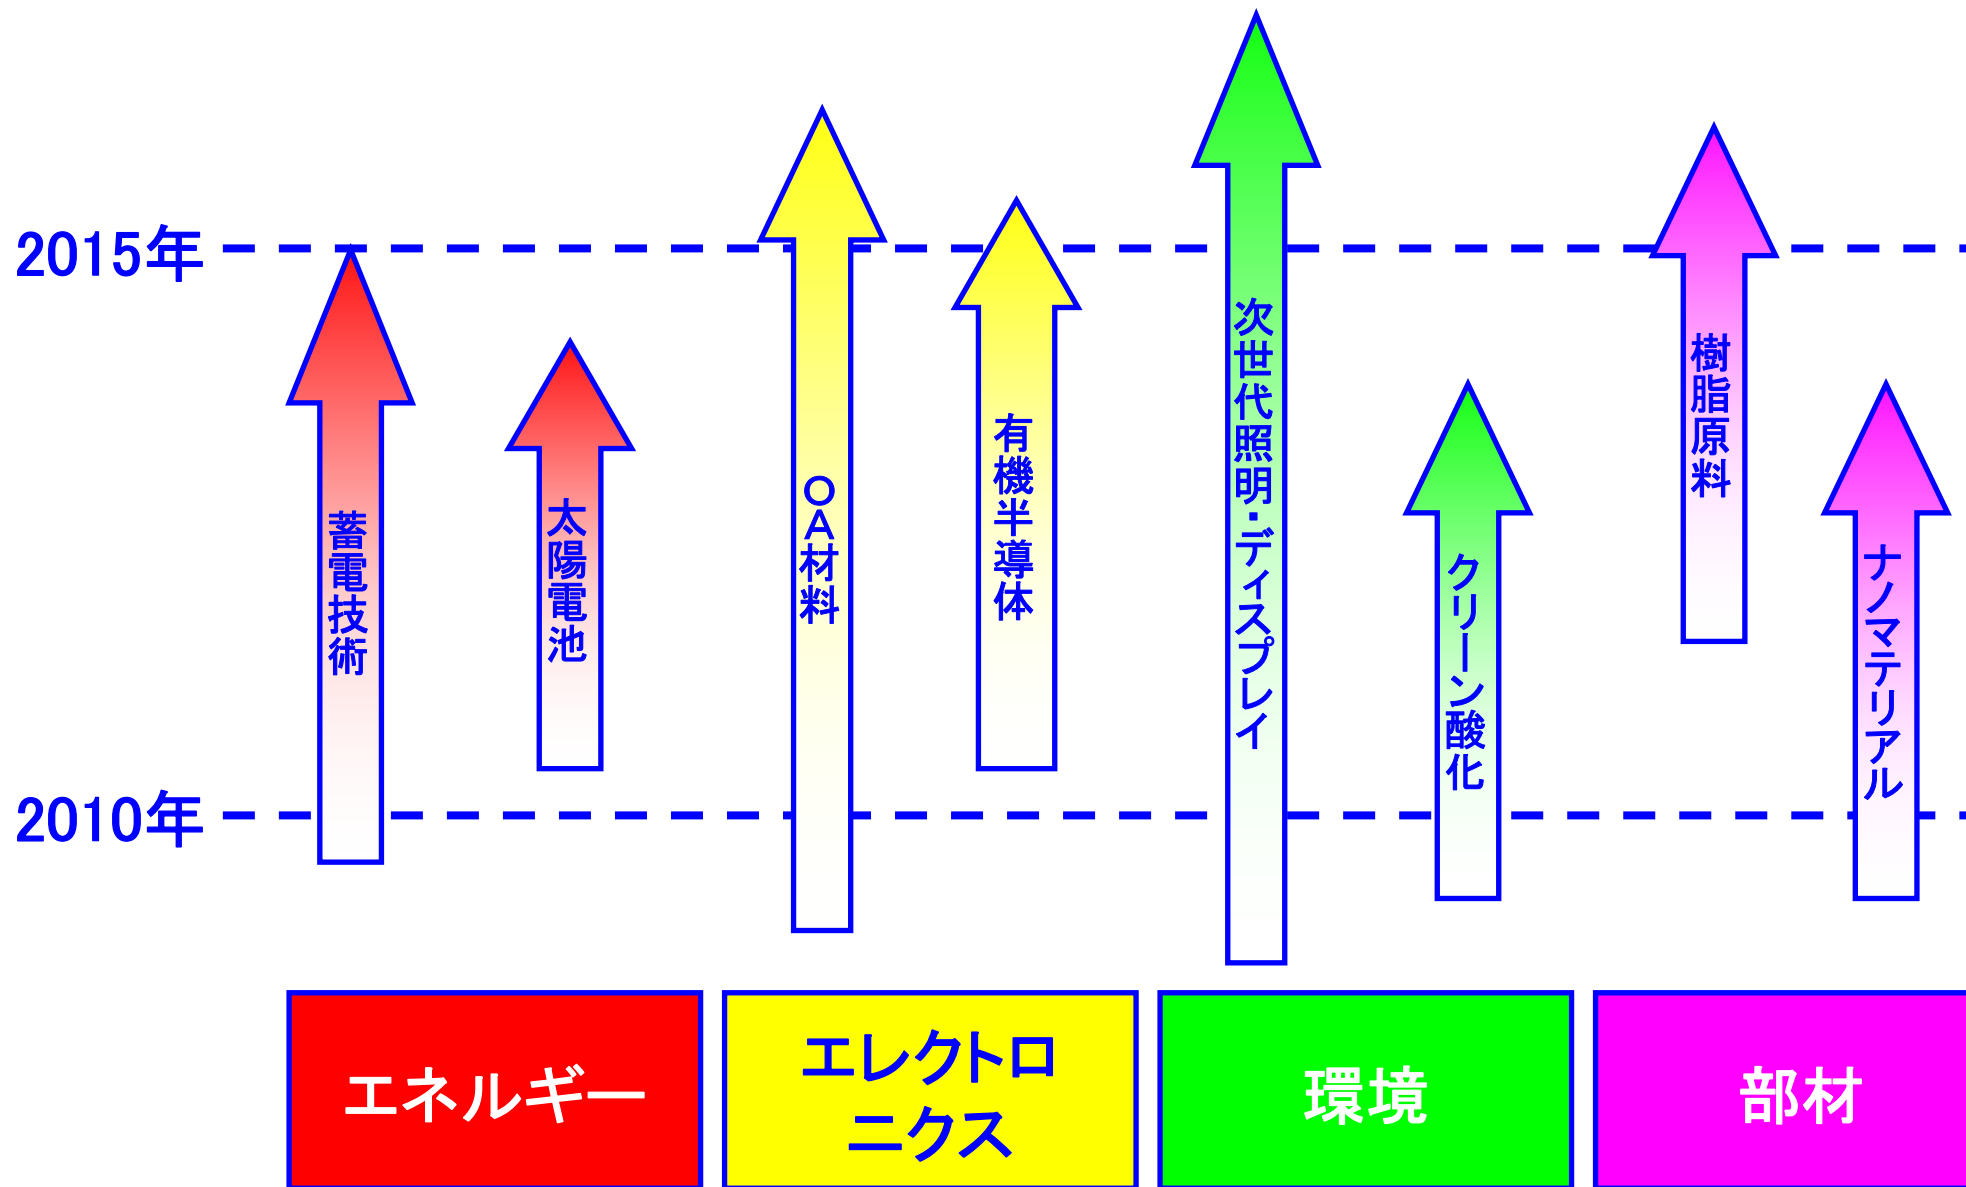 2015年
2010年
蓄電技術
太陽電池
OA材料
有機半導体
次世代照明・ディスプレイ
クリーン酸化
樹脂原料
ナノマテリアル
エネルギー
エレクトロ
ニクス
環境
部材